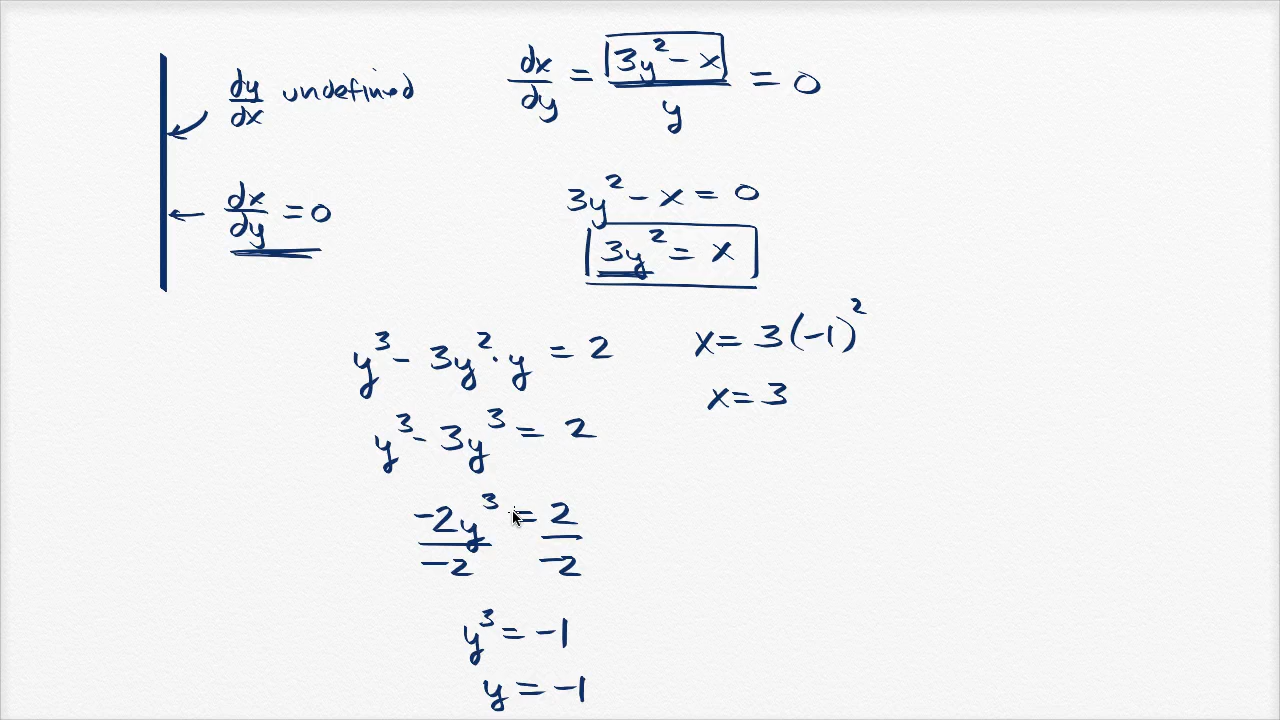 dy/dx undefined
dx/dy = 0
dx/dy = (3y² - x)/y = 0
3y² - x = 0
3y² = x
y³ - 3y² · y = 2
y³ - 3y³ = 2
-2y³/-2 = 2/-2
y³ = -1
y = -1
x = 3(-1)²
x = 3